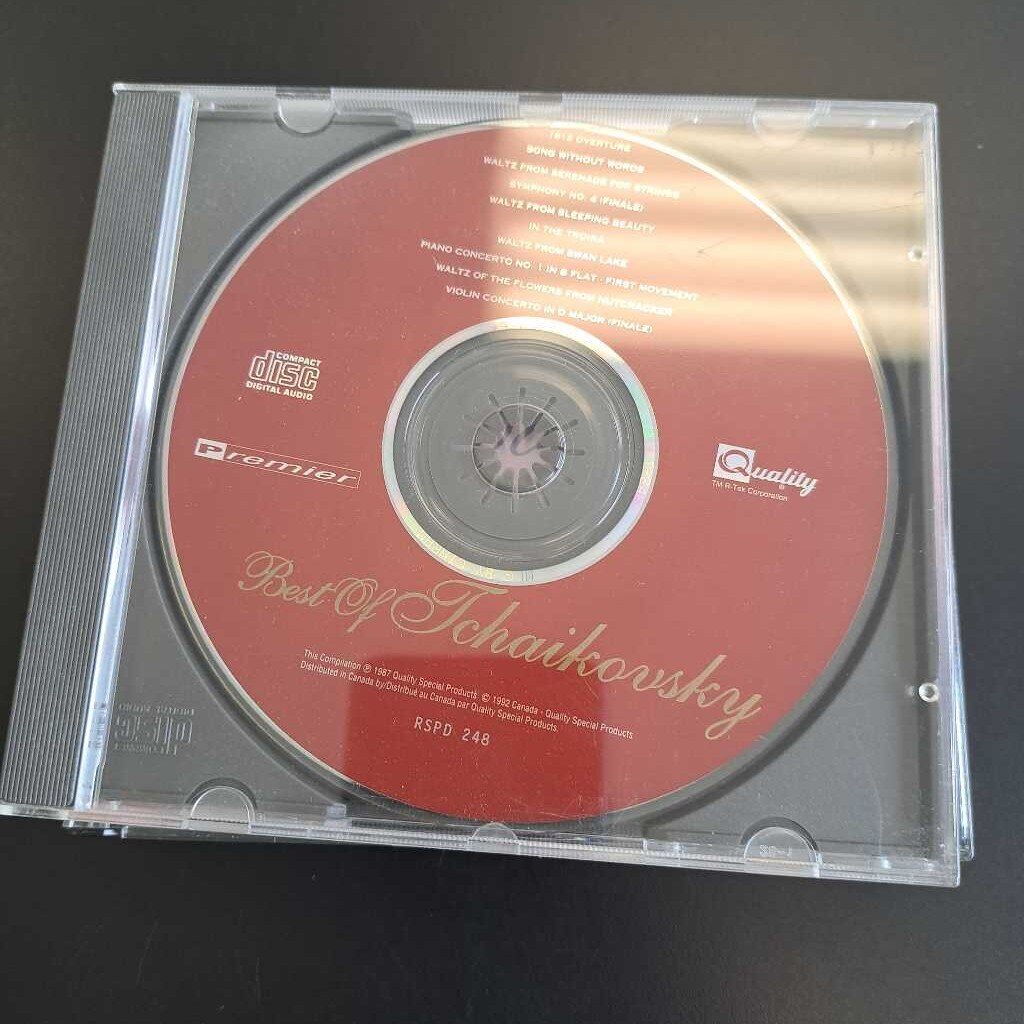 1812 OVERTURE
SONG WITHOUT WORDS
WALTZ FROM SERENADE FOR STRINGS
SYMPHONY NO. 4 (FINALE)
WALTZ FROM SLEEPING BEAUTY
IN THE TROIKA
WALTZ FROM SWAN LAKE
PIANO CONCERTO NO. 1 IN B FLAT - FIRST MOVEMENT
WALTZ OF THE FLOWERS FROM NUTCRACKER
VIOLIN CONCERTO IN D MAJOR (FINALE)
COMPACT
disc
DIGITAL AUDIO
Premier
Quality
®
TM R-Tek Corporation
Best Of Tchaikovsky
This Compilation ℗ 1987 Quality Special Products © 1992 Canada - Quality Special Products
Distributed in Canada by/Distribué au Canada par Quality Special Products.
RSPD 248